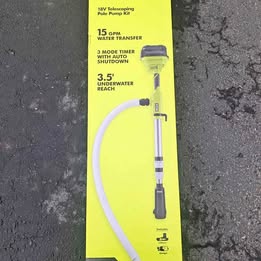 18V Telescoping
Pole Pump Kit
15 GPM
WATER TRANSFER
3 MODE TIMER
WITH AUTO
SHUTDOWN
3.5'
UNDERWATER
REACH
Includes: